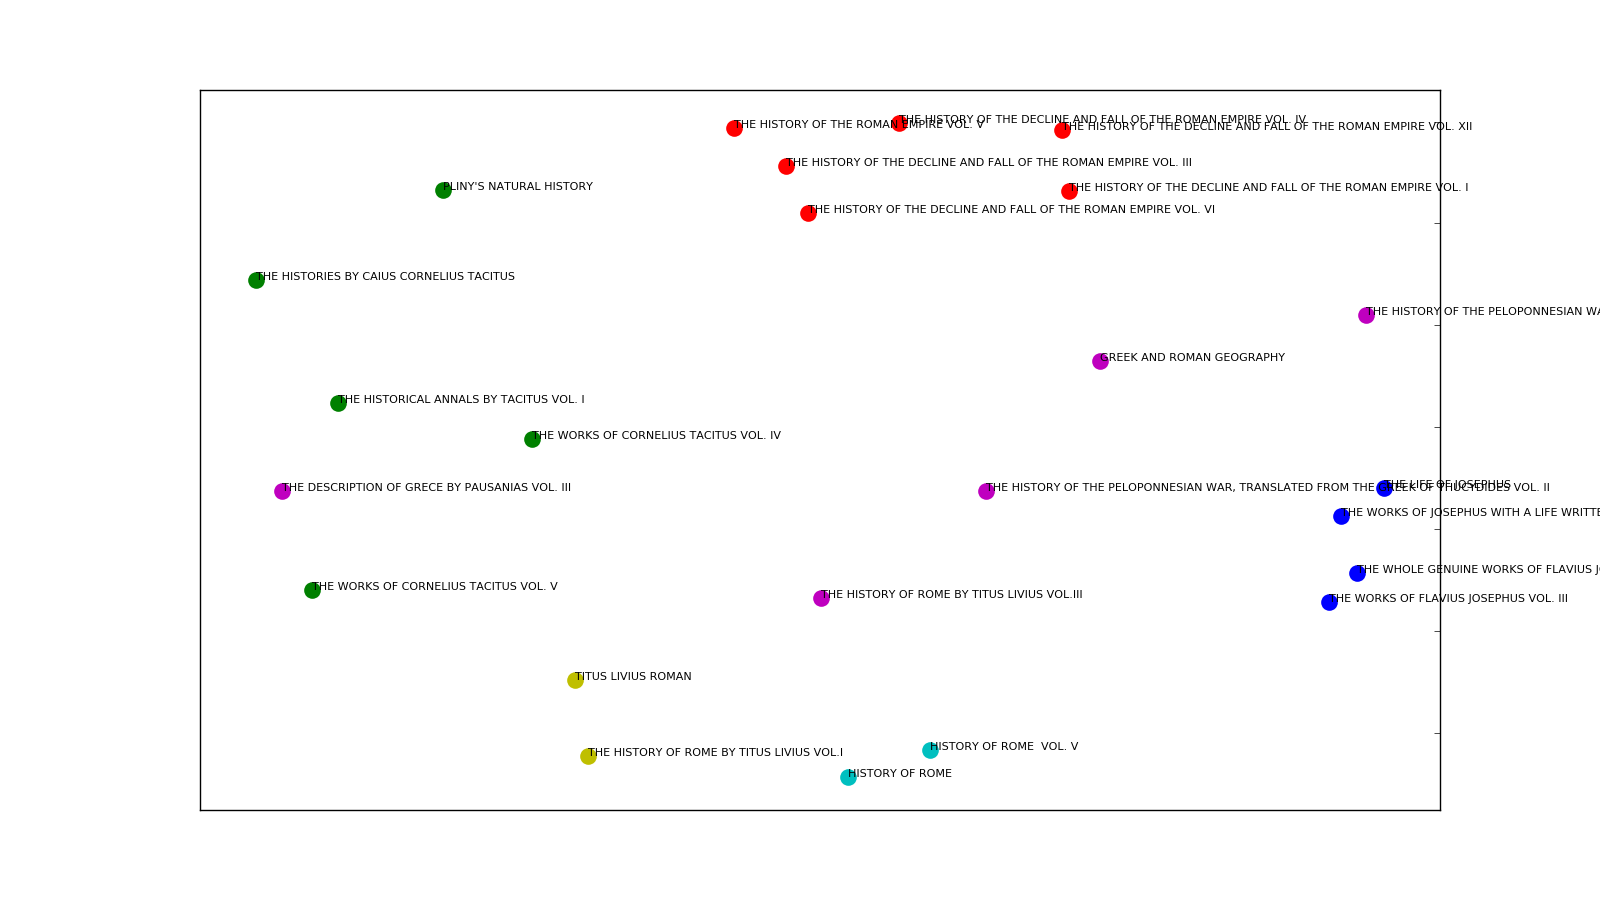 THE HISTORY OF THE DECLINE AND FALL OF THE ROMAN EMPIRE VOL. IV
THE HISTORY OF THE ROMAN EMPIRE VOL. V
THE HISTORY OF THE DECLINE AND FALL OF THE ROMAN EMPIRE VOL. XII
THE HISTORY OF THE DECLINE AND FALL OF THE ROMAN EMPIRE VOL. III
PLINY'S NATURAL HISTORY
THE HISTORY OF THE DECLINE AND FALL OF THE ROMAN EMPIRE VOL. I
THE HISTORY OF THE DECLINE AND FALL OF THE ROMAN EMPIRE VOL. VI
THE HISTORIES BY CAIUS CORNELIUS TACITUS
THE HISTORY OF THE PELOPONNESIAN WA
GREEK AND ROMAN GEOGRAPHY
THE HISTORICAL ANNALS BY TACITUS VOL. I
THE WORKS OF CORNELIUS TACITUS VOL. IV
THE DESCRIPTION OF GRECE BY PAUSANIAS VOL. III
THE HISTORY OF THE PELOPONNESIAN WAR, TRANSLATED FROM THE GREEK OF THUCYDIDES VOL. II
THE LIFE OF JOSEPHUS
THE WORKS OF JOSEPHUS WITH A LIFE WRITTE
THE WHOLE GENUINE WORKS OF FLAVIUS JO
THE WORKS OF CORNELIUS TACITUS VOL. V
THE HISTORY OF ROME BY TITUS LIVIUS VOL.III
THE WORKS OF FLAVIUS JOSEPHUS VOL. III
TITUS LIVIUS ROMAN
THE HISTORY OF ROME BY TITUS LIVIUS VOL.I
HISTORY OF ROME  VOL. V
HISTORY OF ROME